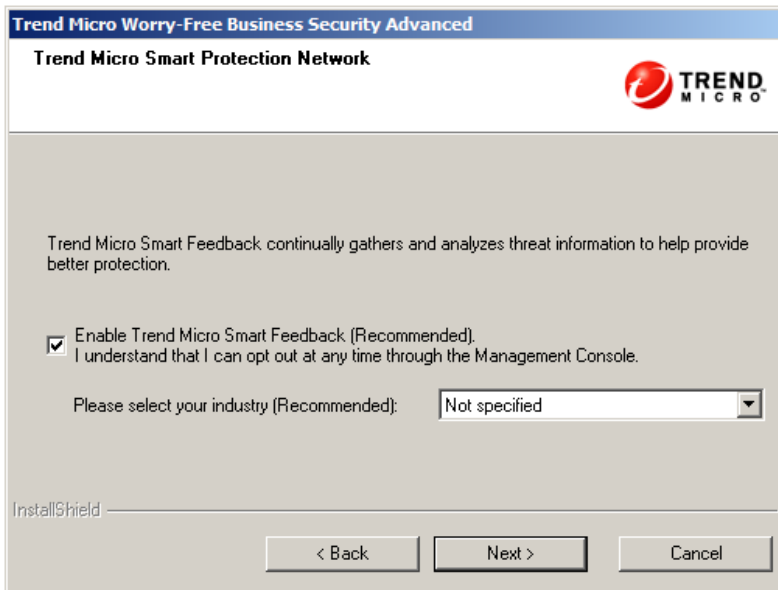 Trend Micro Worry-Free Business Security Advanced
Trend Micro Smart Protection Network
TREND
MICRO™
Trend Micro Smart Feedback continually gathers and analyzes threat information to help provide
better protection.
Enable Trend Micro Smart Feedback (Recommended).
I understand that I can opt out at any time through the Management Console.
Please select your industry (Recommended): Not specified
InstallShield
< Back Next > Cancel